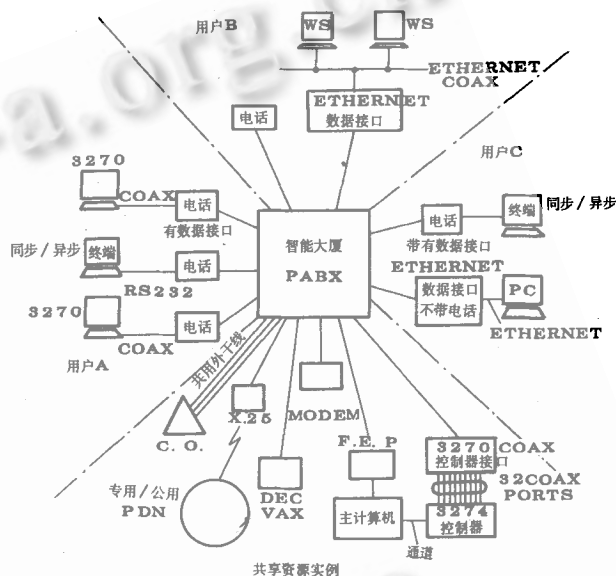 用户B
WS
WS
ETHERNET
COAX
ETHERNET
数据接口
电话
用户C
3270
COAX
电话
有数据接口
同步/异步
终端
RS232
电话
3270
COAX
电话
用户A
智能大厦
PABX
电话
带有数据接口
终端
同步/异步
ETHERNET
数据接口
不带电话
PC
ETHERNET
共用外干线
C. O.
X.25
MODEM
专用/公用
PDN
DEC
VAX
F. E. P
主计算机
通道
3270
控制器接口
COAX
32COAX
PORTS
3274
控制器
共享资源实例
a.org